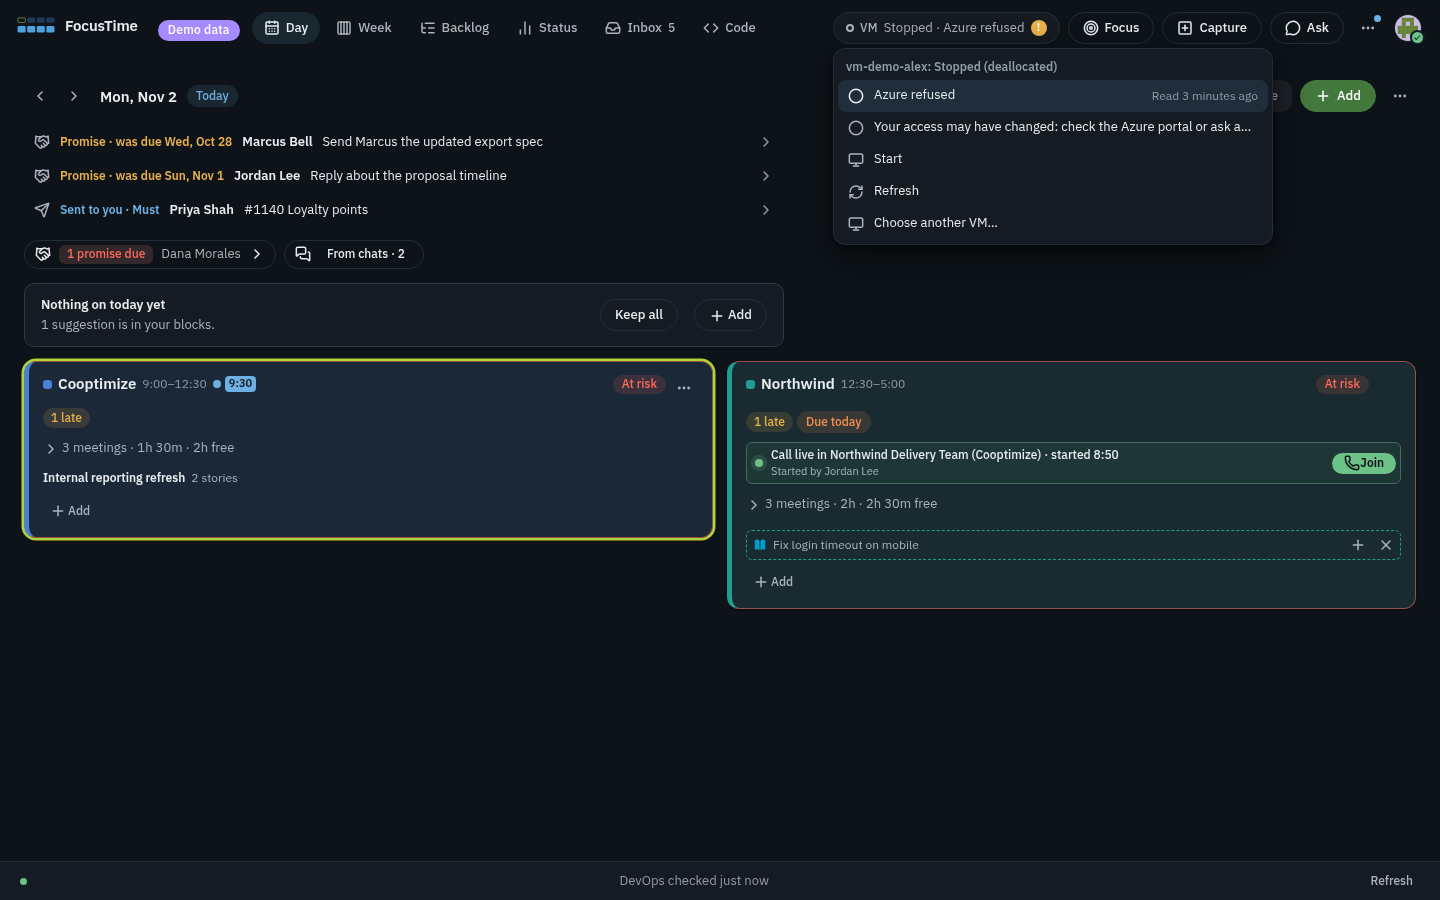 FocusTime
Demo data
Day
Week
Backlog
Status
Inbox 5
Code
VM Stopped · Azure refused !
Focus
Capture
Ask
vm-demo-alex: Stopped (deallocated)
Azure refused Read 3 minutes ago
Your access may have changed: check the Azure portal or ask a...
Start
Refresh
Choose another VM...
Mon, Nov 2 Today
Add
Promise · was due Wed, Oct 28 Marcus Bell Send Marcus the updated export spec
Promise · was due Sun, Nov 1 Jordan Lee Reply about the proposal timeline
Sent to you · Must Priya Shah #1140 Loyalty points
1 promise due Dana Morales
From chats · 2
Nothing on today yet
1 suggestion is in your blocks.
Keep all
Add
Cooptimize 9:00–12:30 9:30 At risk
1 late
3 meetings · 1h 30m · 2h free
Internal reporting refresh 2 stories
Add
Northwind 12:30–5:00 At risk
1 late Due today
Call live in Northwind Delivery Team (Cooptimize) · started 8:50
Started by Jordan Lee
Join
3 meetings · 2h · 2h 30m free
Fix login timeout on mobile
Add
DevOps checked just now
Refresh